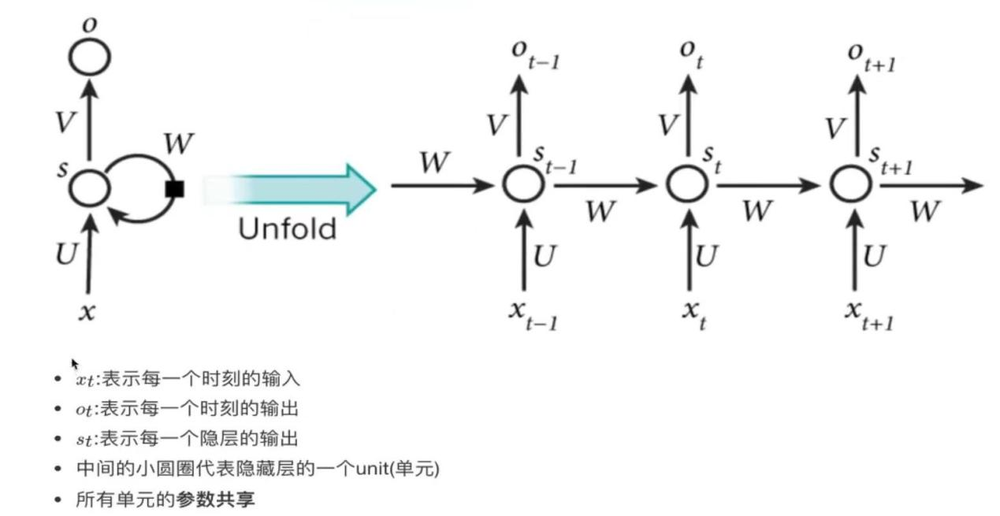 o
V
s
W
U
x
Unfold
o t-1
o t
o t+1
V
V
V
W
s t-1
s t
s t+1
W
W
W
U
U
U
x t-1
x t
x t+1
• xt:表示每一个时刻的输入
• ot:表示每一个时刻的输出
• st:表示每一个隐层的输出
• 中间的小圆圈代表隐藏层的一个unit(单元)
• 所有单元的参数共享